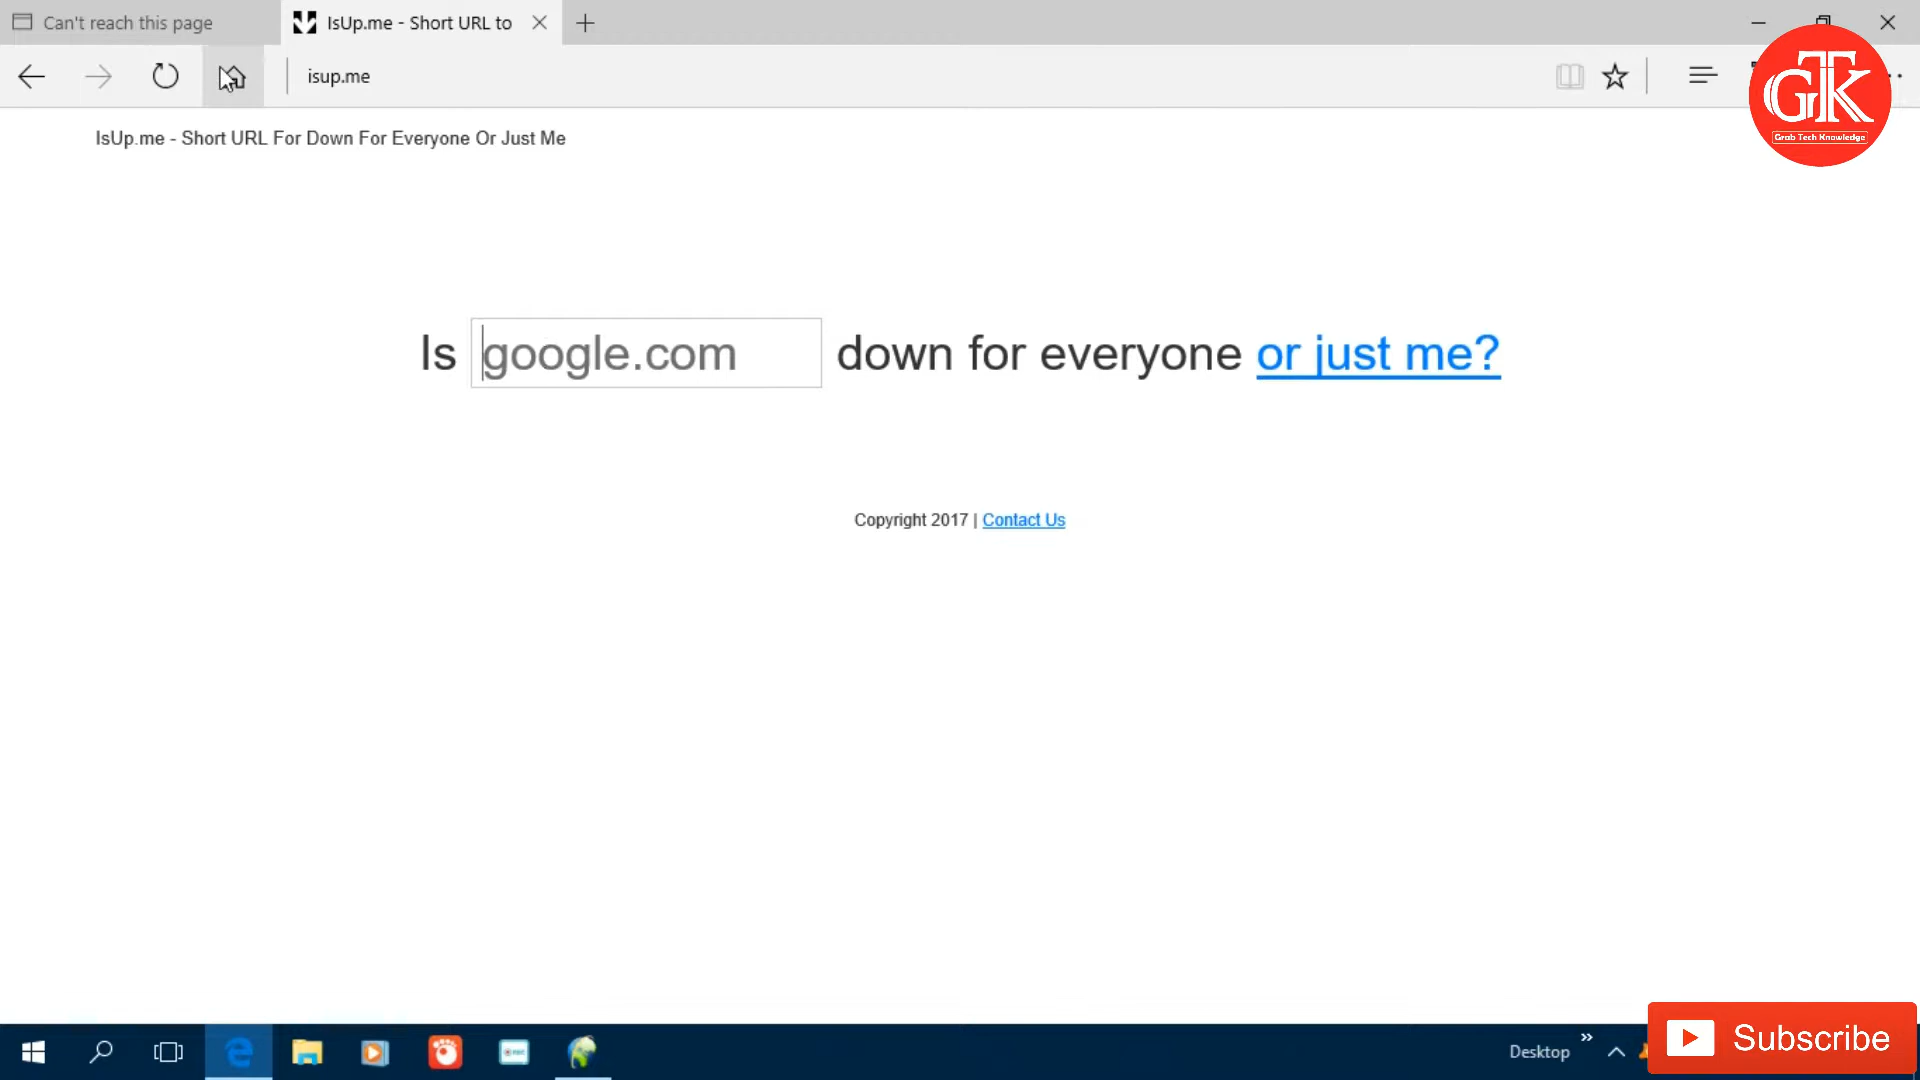 Can't reach this page
IsUp.me - Short URL to
isup.me
GTK
Grab Tech Knowledge
IsUp.me - Short URL For Down For Everyone Or Just Me
Is google.com down for everyone or just me?
Copyright 2017 | Contact Us
Desktop
Subscribe